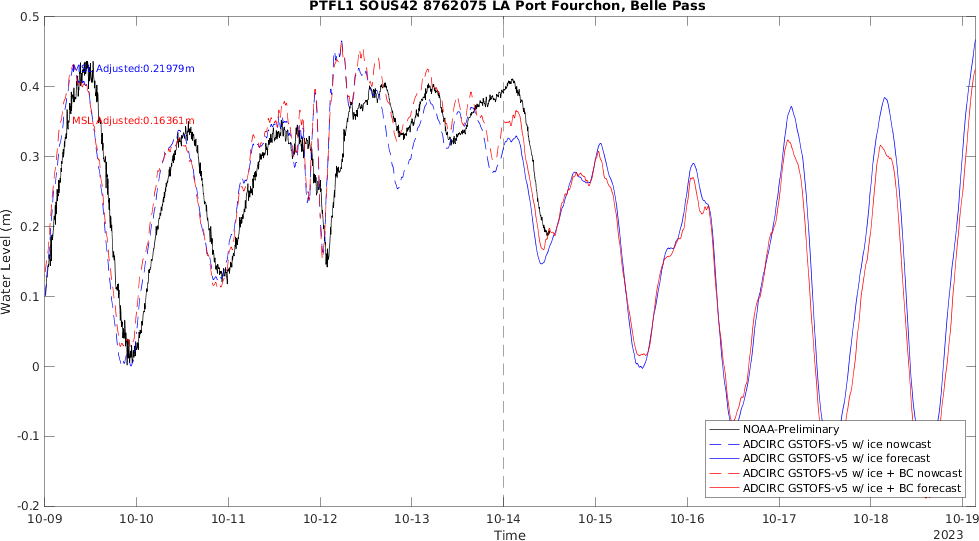 PTFL1 SOUS42 8762075 LA Port Fourchon, Belle Pass
0.5
0.4
0.3
0.2
0.1
0
-0.1
-0.2
Water Level (m)
MSL Adjusted:0.21979m
MSL Adjusted:0.16361m
NOAA-Preliminary
ADCIRC GSTOFS-v5 w/ ice nowcast
ADCIRC GSTOFS-v5 w/ ice forecast
ADCIRC GSTOFS-v5 w/ ice + BC nowcast
ADCIRC GSTOFS-v5 w/ ice + BC forecast
10-09 10-10 10-11 10-12 10-13 10-14 10-15 10-16 10-17 10-18 10-19
Time
2023